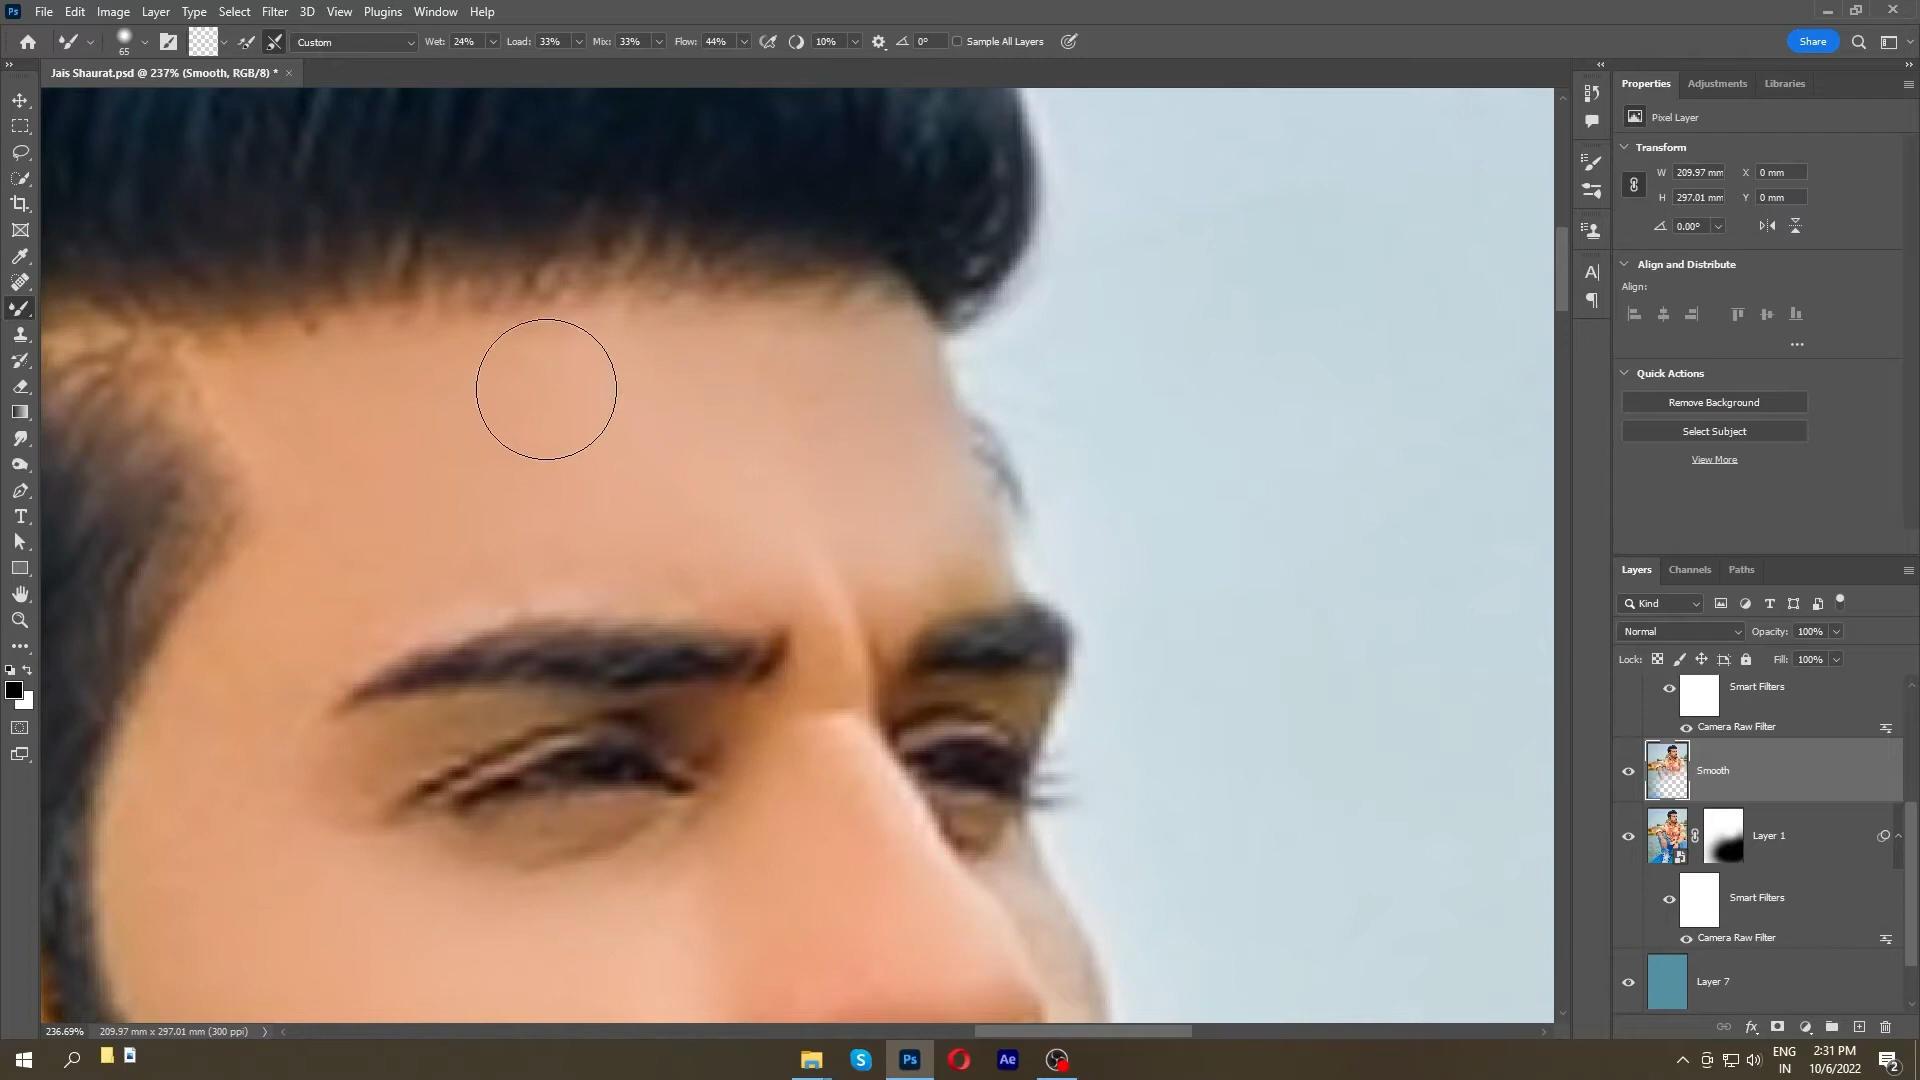 Ps File Edit Image Layer Type Select Filter 3D View Plugins Window Help
65 Custom Wet: 24% Load: 33% Mix: 33% Flow: 44% 10% 0° Sample All Layers Share
Jais Shaurat.psd @ 237% (Smooth, RGB/8) *
Properties Adjustments Libraries
Pixel Layer
Transform
W 209.97 mm X 0 mm
H 297.01 mm Y 0 mm
0.00°
Align and Distribute
Align:
Quick Actions
Remove Background
Select Subject
View More
Layers Channels Paths
Kind
Normal Opacity: 100%
Lock: Fill: 100%
Smart Filters
Camera Raw Filter
Smooth
Layer 1
Smart Filters
Camera Raw Filter
Layer 7
236.69% 209.97 mm x 297.01 mm (300 ppi)
S Ps Ae
ENG 2:31 PM
IN 10/6/2022
2